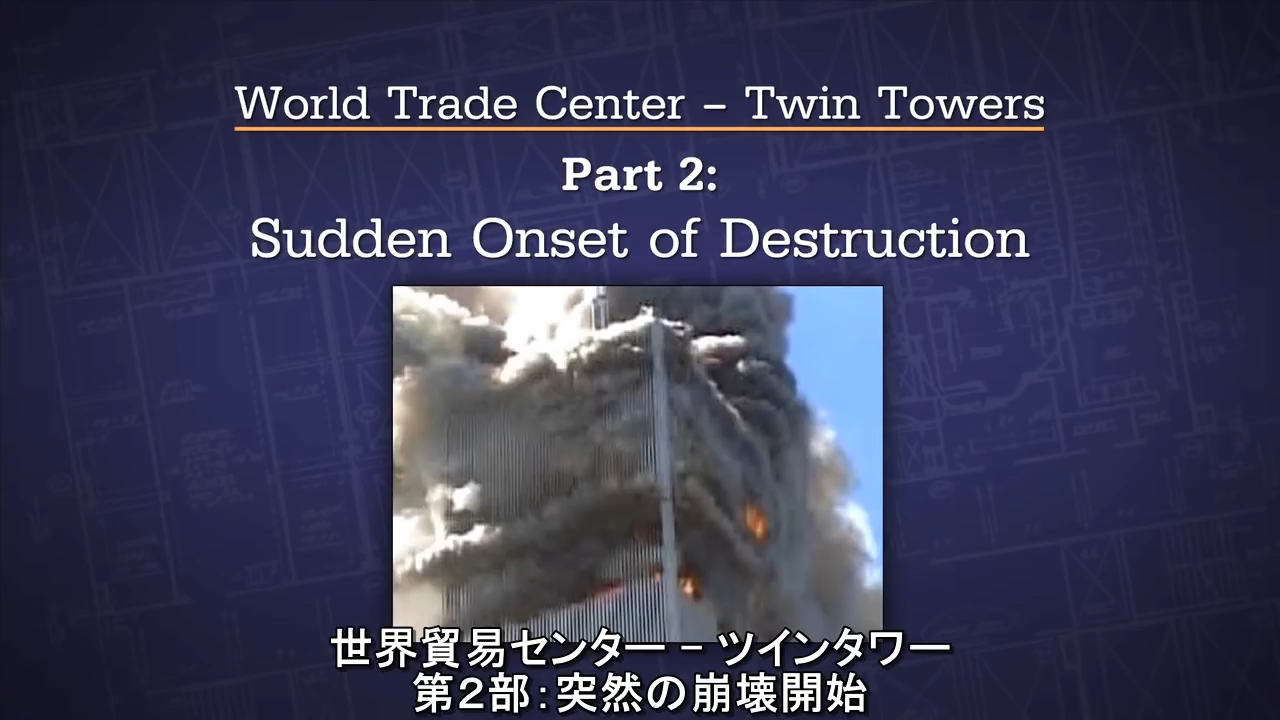 World Trade Center – Twin Towers
Part 2:
Sudden Onset of Destruction
世界貿易センター − ツインタワー
第2部：突然の崩壊開始